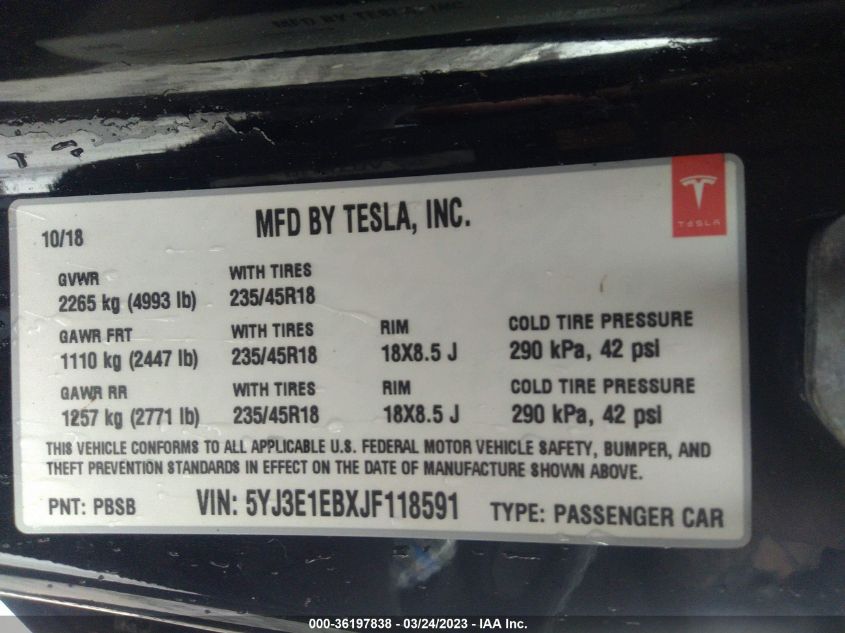 MFD BY TESLA, INC.
10/18
TESLA
GVWR WITH TIRES
2265 kg (4993 lb) 235/45R18
GAWR FRT WITH TIRES RIM COLD TIRE PRESSURE
1110 kg (2447 lb) 235/45R18 18X8.5 J 290 kPa, 42 psi
GAWR RR WITH TIRES RIM COLD TIRE PRESSURE
1257 kg (2771 lb) 235/45R18 18X8.5 J 290 kPa, 42 psi
THIS VEHICLE CONFORMS TO ALL APPLICABLE U.S. FEDERAL MOTOR VEHICLE SAFETY, BUMPER, AND
THEFT PREVENTION STANDARDS IN EFFECT ON THE DATE OF MANUFACTURE SHOWN ABOVE.
PNT: PBSB VIN: 5YJ3E1EBXJF118591 TYPE: PASSENGER CAR
000-36197838 - 03/24/2023 - IAA Inc.